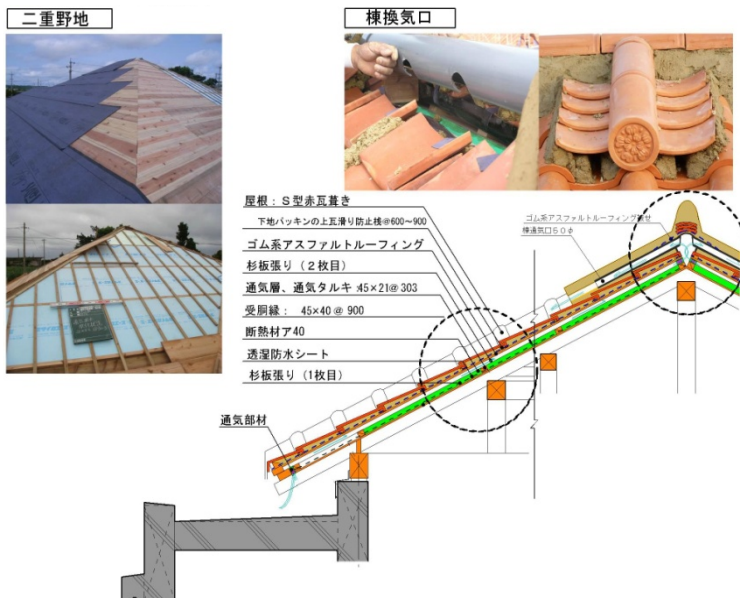 二重野地
棟換気口
屋根：Ｓ型赤瓦葺き
下地パッキンの上瓦滑り防止桟@600～900
ゴム系アスファルトルーフィング
杉板張り（２枚目）
通気層、通気タルキ :45×21@ 303
受胴縁： 45×40＠ 900
断熱材ア40
透湿防水シート
杉板張り（1枚目）
通気部材
ゴム系アスファルトルーフィング
棟通気口５０φ